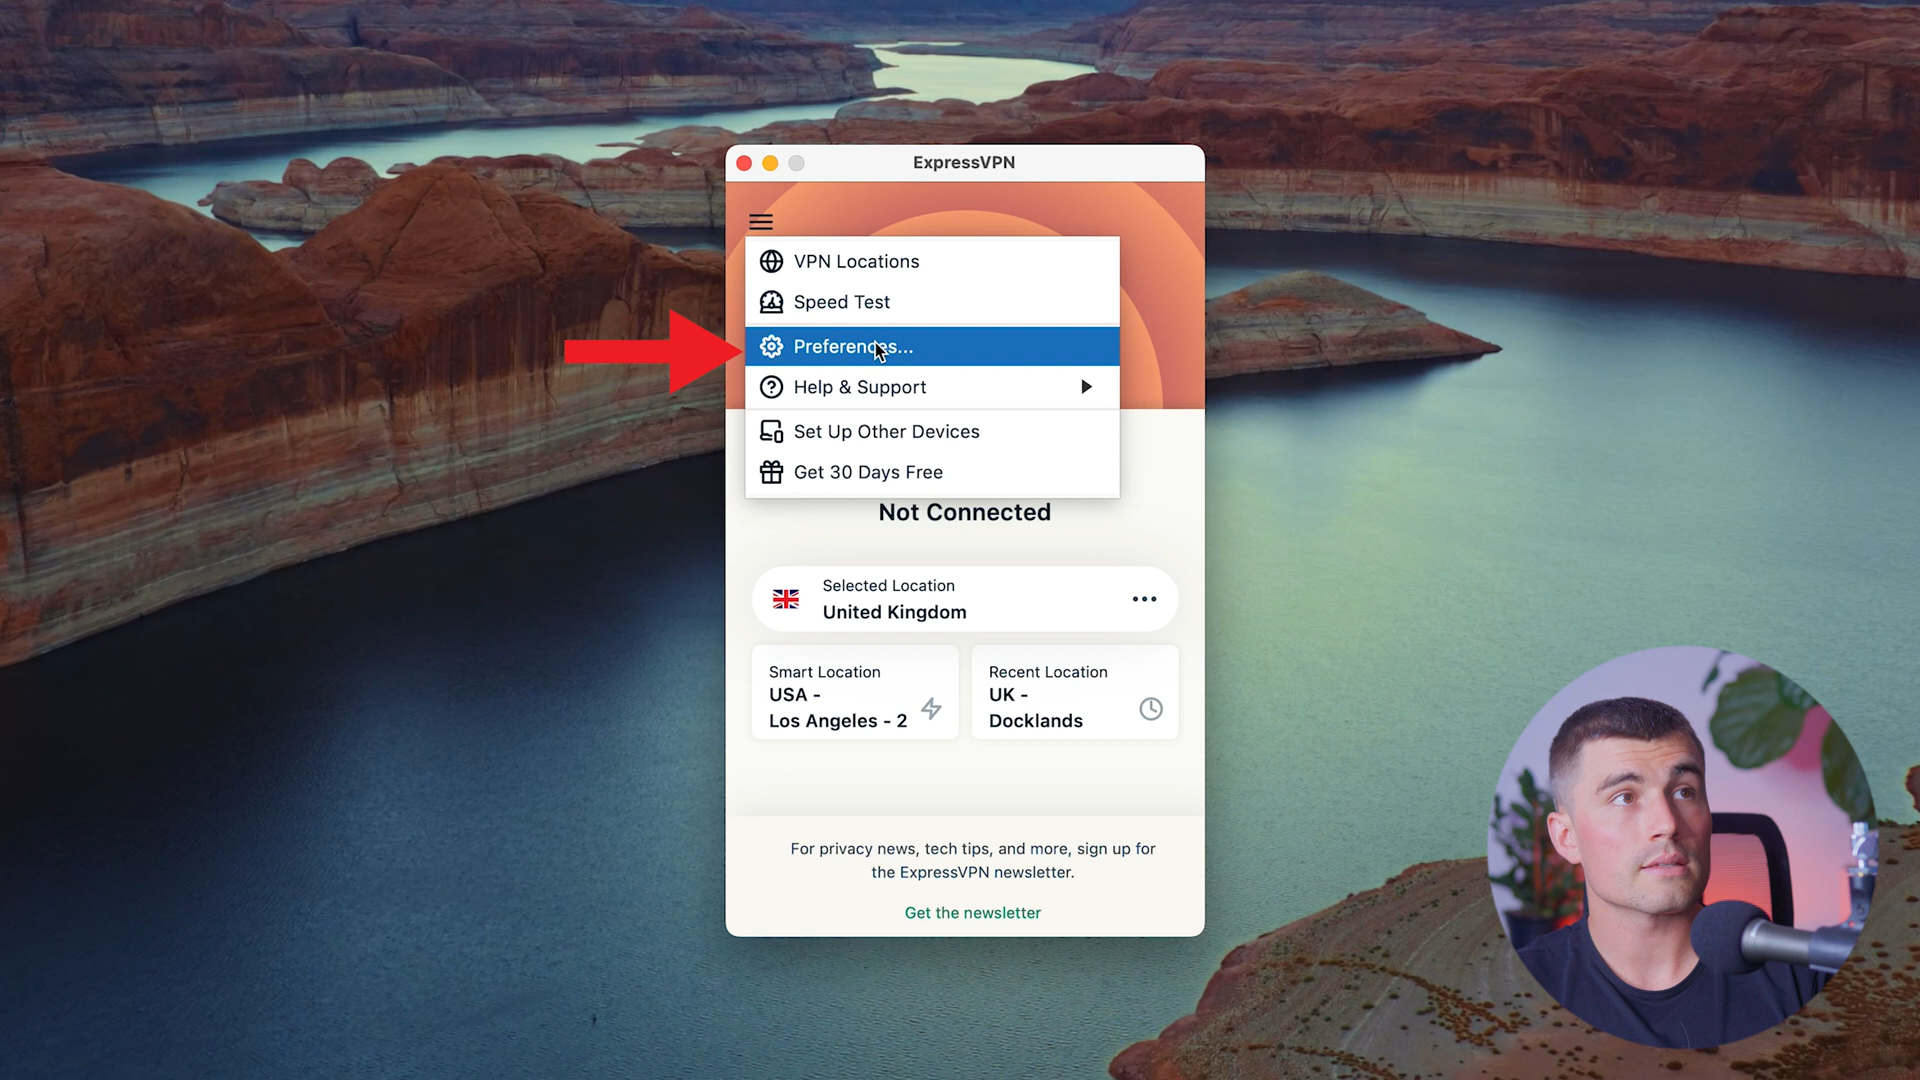 ExpressVPN
VPN Locations
Speed Test
Preferences...
Help & Support
Set Up Other Devices
Get 30 Days Free
Not Connected
Selected Location
United Kingdom
Smart Location
USA -
Los Angeles - 2
Recent Location
UK -
Docklands
For privacy news, tech tips, and more, sign up for
the ExpressVPN newsletter.
Get the newsletter